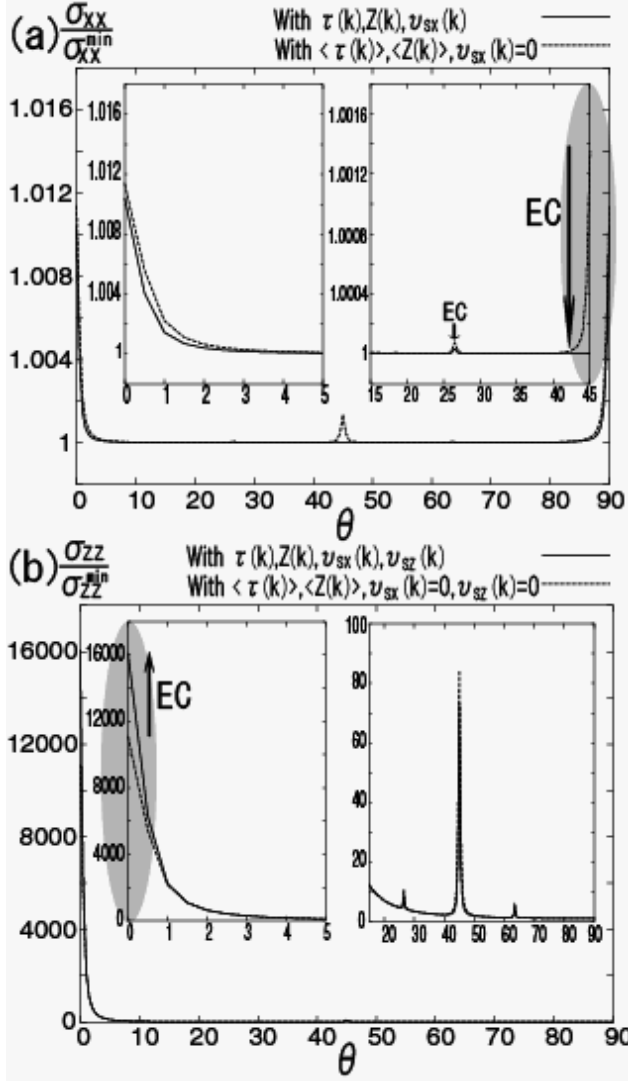 (a) σxx/σxx^min With τ(k),Z(k),υsx(k)
With <τ(k)>,<Z(k)>,υsx(k)=0
1.016
1.012
1.008
1.004
1
0 10 20 30 40 50 60 70 80 90
θ
1.016
1.012
1.008
1.004
1
0 1 2 3 4 5
1.0016
1.0012
1.0008
1.0004
1
15 20 25 30 35 40 45
EC
EC
(b) σzz/σzz^min With τ(k),Z(k),υsx(k),υsz(k)
With <τ(k)>,<Z(k)>,υsx(k)=0,υsz(k)=0
16000
12000
8000
4000
0
0 10 20 30 40 50 60 70 80 90
θ
16000
12000
8000
4000
0
0 1 2 3 4 5
EC
100
80
60
40
20
0
20 30 40 50 60 70 80 90